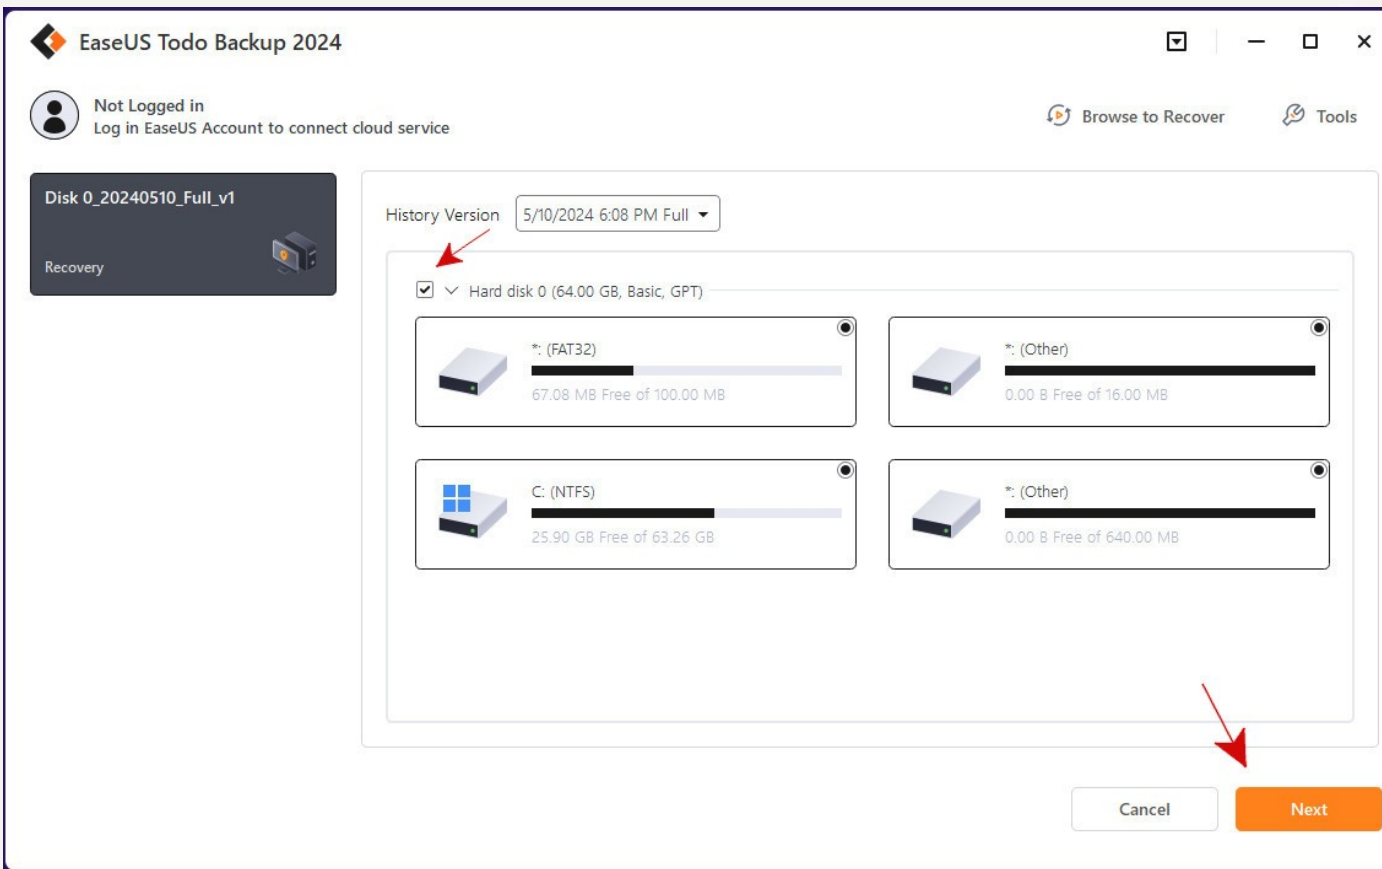 EaseUS Todo Backup 2024
Not Logged in
Log in EaseUS Account to connect cloud service
Browse to Recover
Tools
Disk 0_20240510_Full_v1
Recovery
History Version
5/10/2024 6:08 PM Full
Hard disk 0 (64.00 GB, Basic, GPT)
*: (FAT32)
67.08 MB Free of 100.00 MB
*: (Other)
0.00 B Free of 16.00 MB
C: (NTFS)
25.90 GB Free of 63.26 GB
*: (Other)
0.00 B Free of 640.00 MB
Cancel
Next